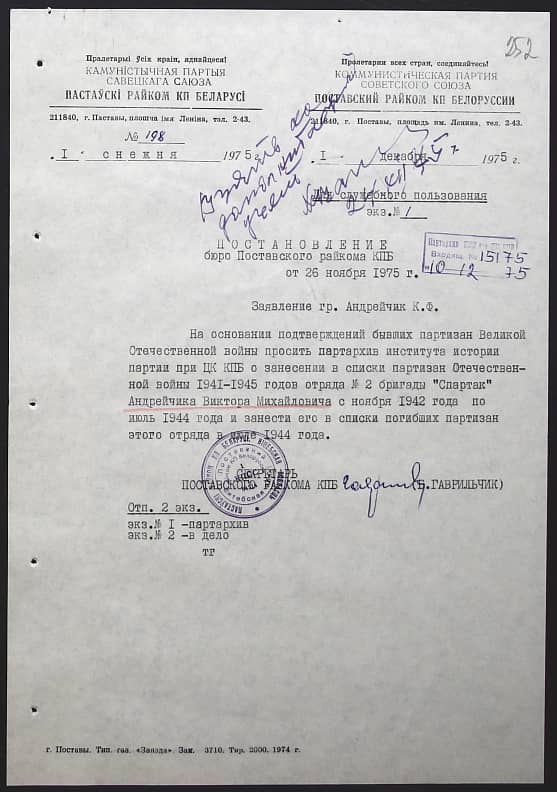 252
Пралетарыі ўсіх краін, яднайцеся!
КАМУНІСТЫЧНАЯ ПАРТЫЯ
САВЕЦКАГА САЮЗА
ПАСТАЎСКІ РАЙКОМ КП БЕЛАРУСІ
211840, г. Паставы, плошча імя Леніна, тэл. 2-43.
№ 198
I снежня 1975 г.
Пролетарии всех стран, соединяйтесь!
КОММУНИСТИЧЕСКАЯ ПАРТИЯ
СОВЕТСКОГО СОЮЗА
ПОСТАВСКИЙ РАЙКОМ КП БЕЛОРУССИИ
211840, г. Поставы, площадь им. Ленина, тел. 2-43.
I декабря 1975 г.
Для служебного пользования
экз.№ 1
Входящ. № 15175
10 12 75
ПОСТАНОВЛЕНИЕ
бюро Поставского райкома КПБ
от 26 ноября 1975 г.
Заявление гр. Андрейчик К.Ф.
На основании подтверждений бывших партизан Великой
Отечественной войны просить партархив института истории
партии при ЦК КПБ о занесении в списки партизан Отечествен-
ной войны 1941-1945 годов отряда № 2 бригады "Спартак"
Андрейчика Виктора Михайловича с ноября 1942 года по
июль 1944 года и занести его в списки погибших партизан
этого отряда в июле 1944 года.
СЕКРЕТАРЬ
ПОСТАВСКОГО РАЙКОМА КПБ (Т.ГАВРИЛЬЧИК)
Отп. 2 экз.
экз.№ I -партархив
экз.№ 2 -в дело
тг
г. Поставы. Тип. газ. «Звязда». Зак. 3710. Тир. 2000. 1974 г.